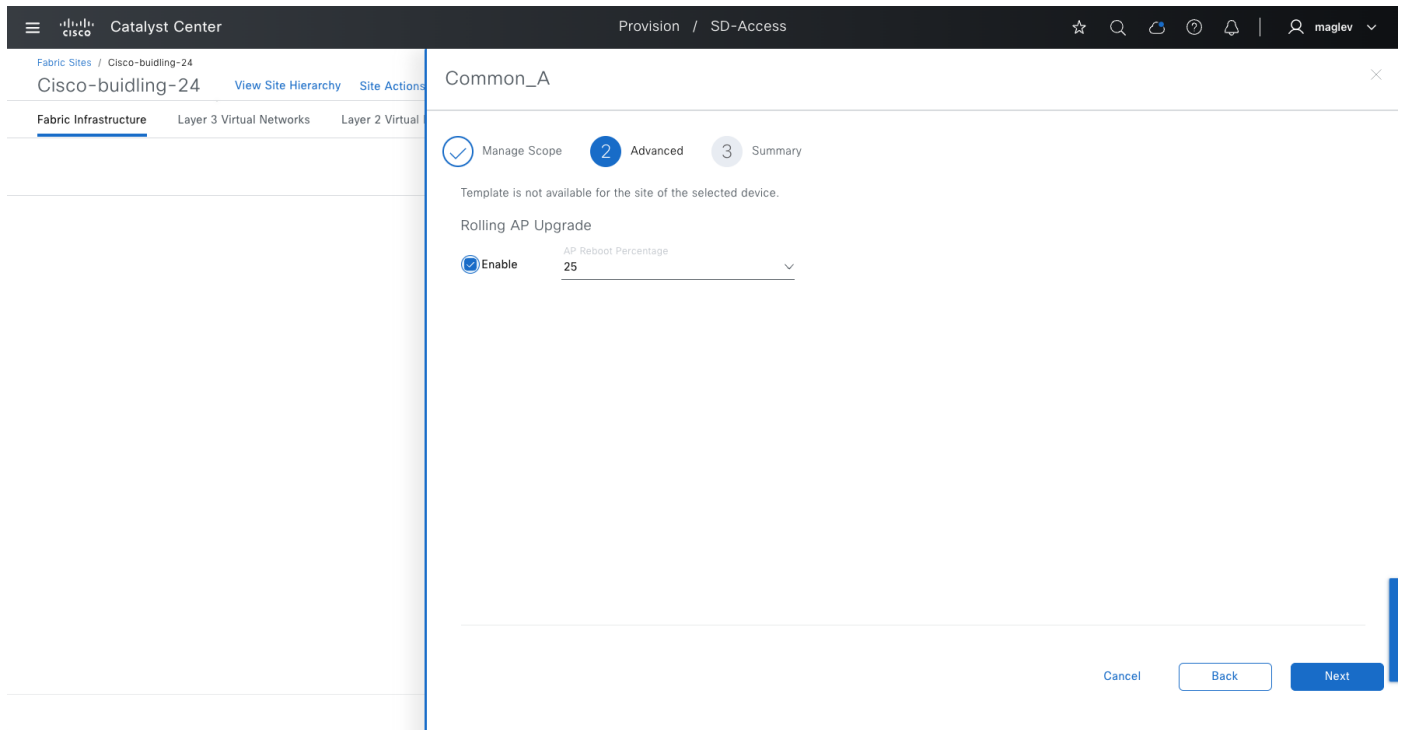 cisco Catalyst Center Provision / SD-Access maglev
Fabric Sites / Cisco-buidling-24
Cisco-buidling-24 View Site Hierarchy Site Actions
Fabric Infrastructure Layer 3 Virtual Networks Layer 2 Virtual
Common_A
Manage Scope 2 Advanced 3 Summary
Template is not available for the site of the selected device.
Rolling AP Upgrade
AP Reboot Percentage
Enable 25
Cancel Back Next